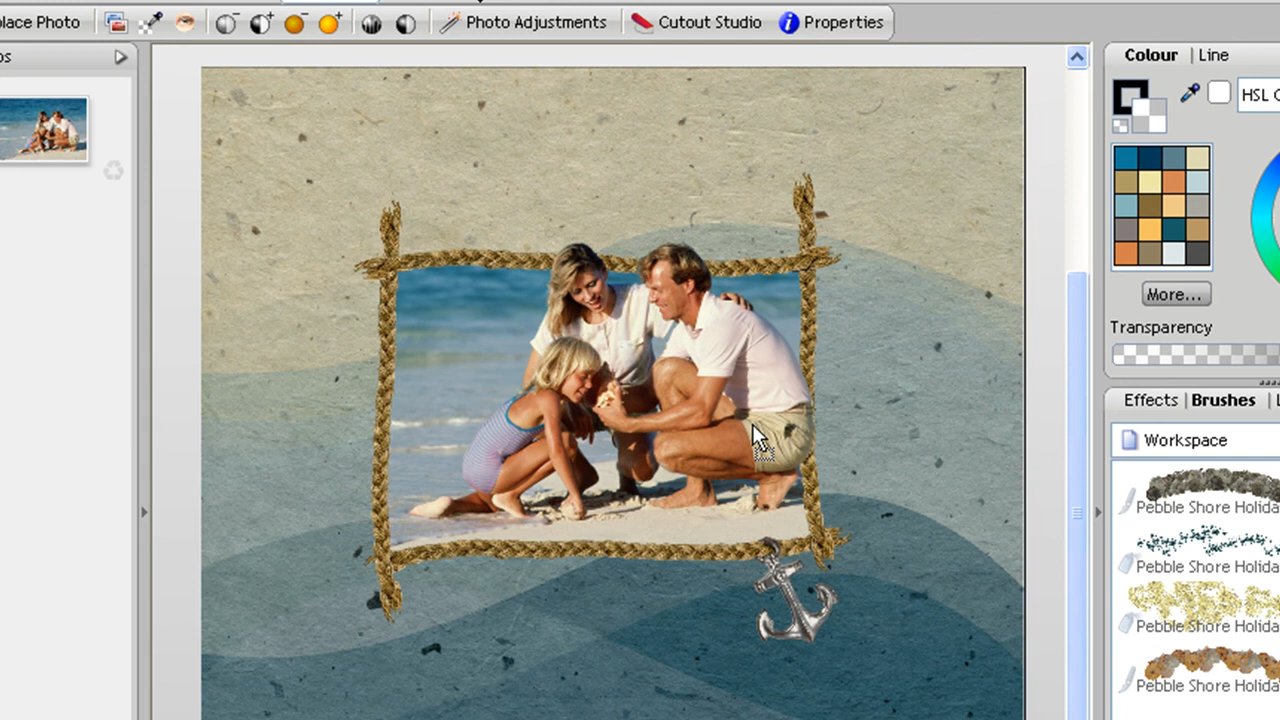 lace Photo
Photo Adjustments
Cutout Studio
Properties
os
Colour | Line
HSL C
More...
Transparency
Effects | Brushes | L
Workspace
Pebble Shore Holida
Pebble Shore Holida
Pebble Shore Holida
Pebble Shore Holida